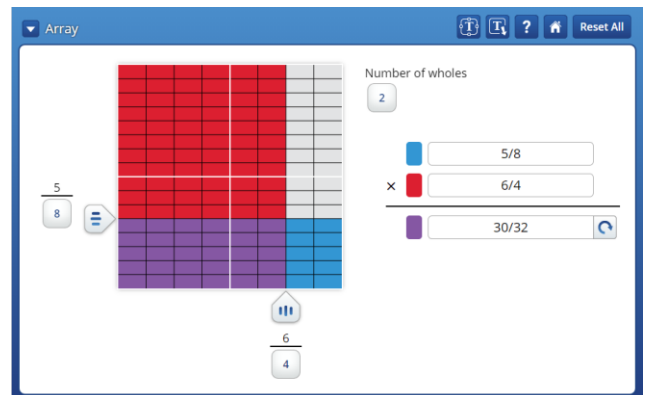 Array
T
T
?
Reset All
Number of wholes
2
5/8
× 6/4
30/32
5
8
6
4